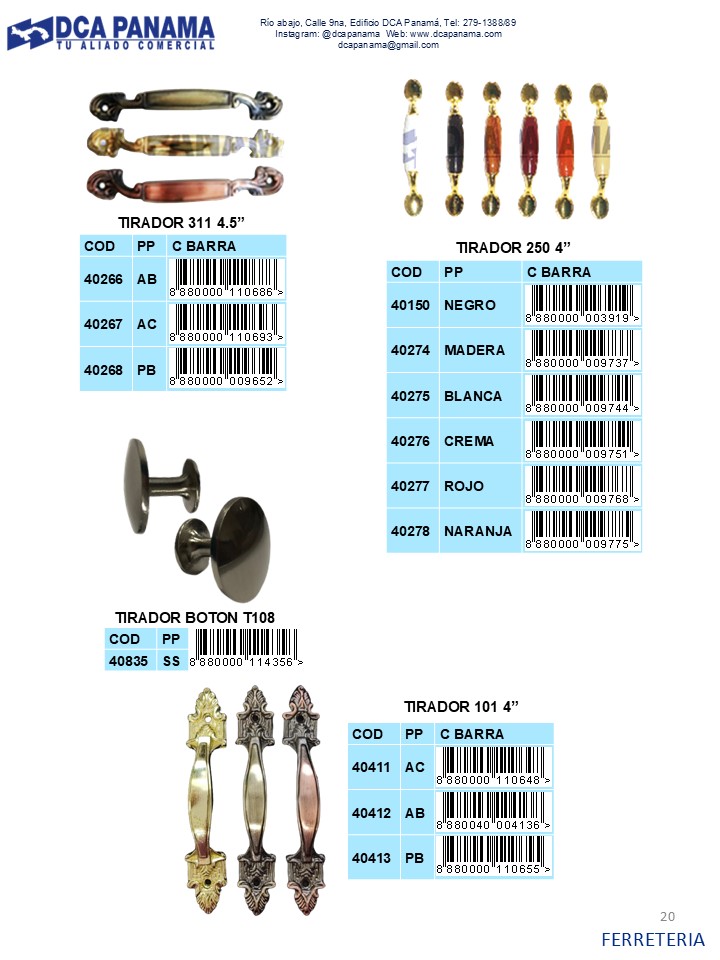 DCA PANAMA
TU ALIADO COMERCIAL
Río abajo, Calle 9na, Edificio DCA Panamá, Tel: 279-1388/89
Instagram: @dcapanama Web: www.dcapanama.com
dcapanama@gmail.com
TIRADOR 311 4.5”
COD PP C BARRA
40266 AB 8 880000 110686 >
40267 AC 8 880000 110693 >
40268 PB 8 880000 009652 >
TIRADOR 250 4”
COD PP C BARRA
40150 NEGRO 8 880000 003919 >
40274 MADERA 8 880000 009737 >
40275 BLANCA 8 880000 009744 >
40276 CREMA 8 880000 009751 >
40277 ROJO 8 880000 009768 >
40278 NARANJA 8 880000 009775 >
TIRADOR BOTON T108
COD PP
40835 SS 8 880000 114356 >
TIRADOR 101 4”
COD PP C BARRA
40411 AC 8 880000 110648 >
40412 AB 8 880040 004136 >
40413 PB 8 880000 110655 >
20
FERRETERIA